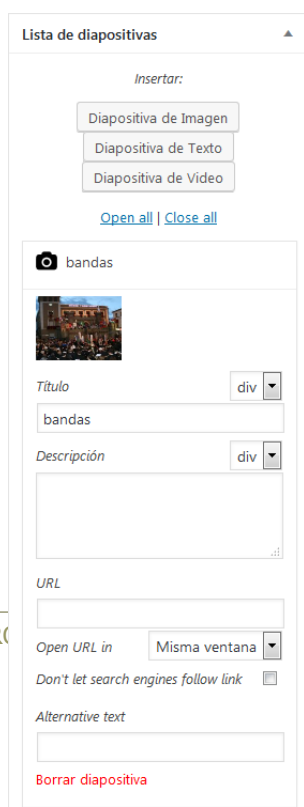 Lista de diapositivas
Insertar:
Diapositiva de Imagen
Diapositiva de Texto
Diapositiva de Video
Open all | Close all
bandas
Título div
bandas
Descripción div
URL
Open URL in Misma ventana
Don't let search engines follow link
Alternative text
Borrar diapositiva